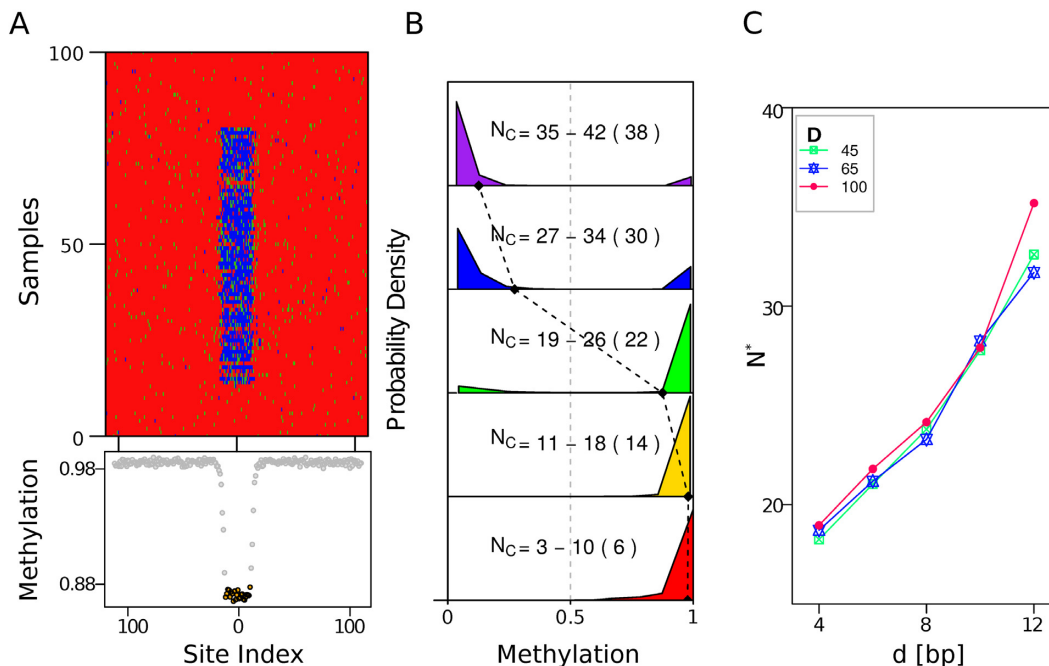 A
100
50
0
Samples
0.98
0.88
Methylation
100
0
100
Site Index
B
Probability Density
N_C = 35 – 42 ( 38 )
N_C = 27 – 34 ( 30 )
N_C = 19 – 26 ( 22 )
N_C = 11 – 18 ( 14 )
N_C = 3 – 10 ( 6 )
0
0.5
1
Methylation
C
40
30
20
N*
D
45
65
100
4
8
12
d [bp]